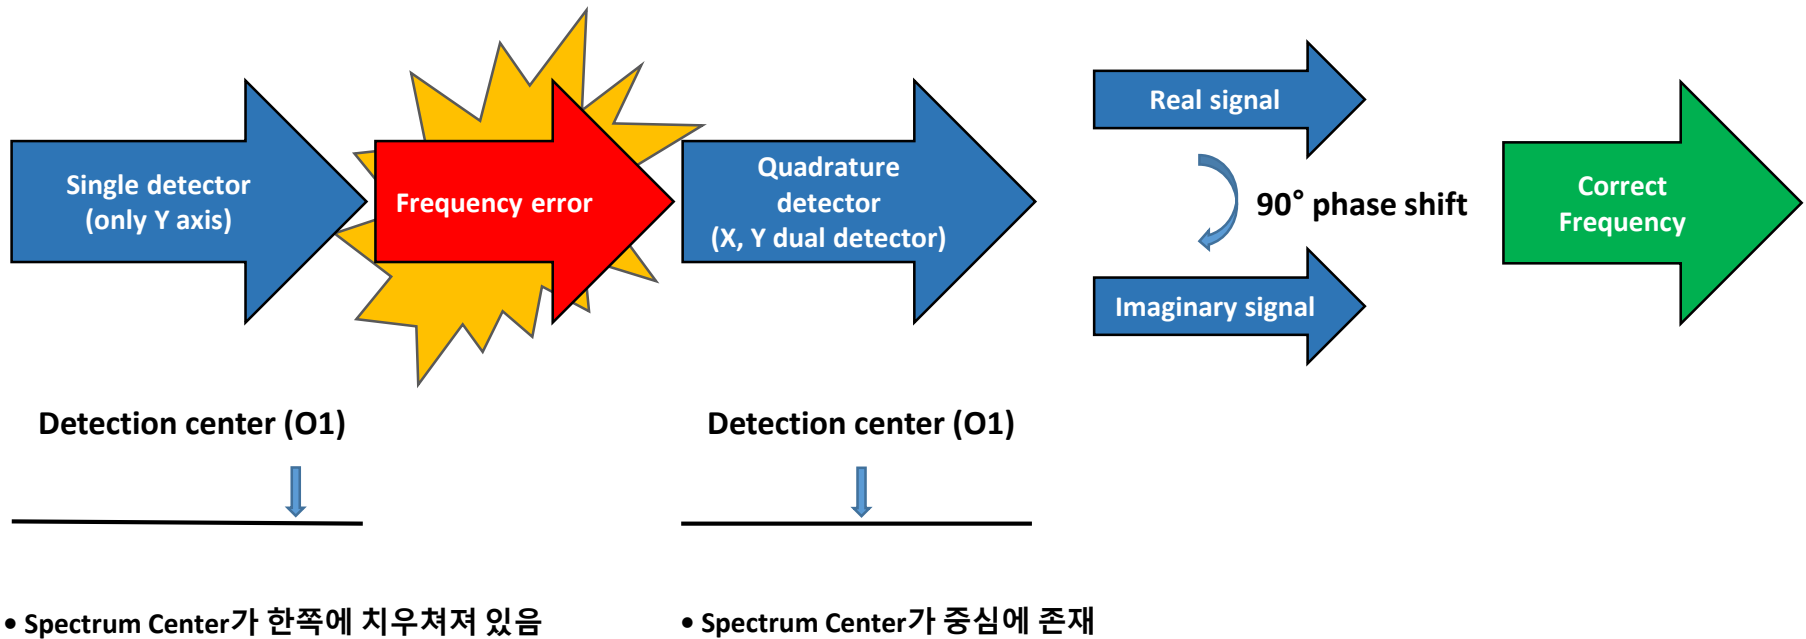 Single detector
(only Y axis)
Frequency error
Quadrature
detector
(X, Y dual detector)
Real signal
90° phase shift
Imaginary signal
Correct
Frequency
Detection center (O1)
Detection center (O1)
• Spectrum Center가 한쪽에 치우쳐져 있음
• Spectrum Center가 중심에 존재